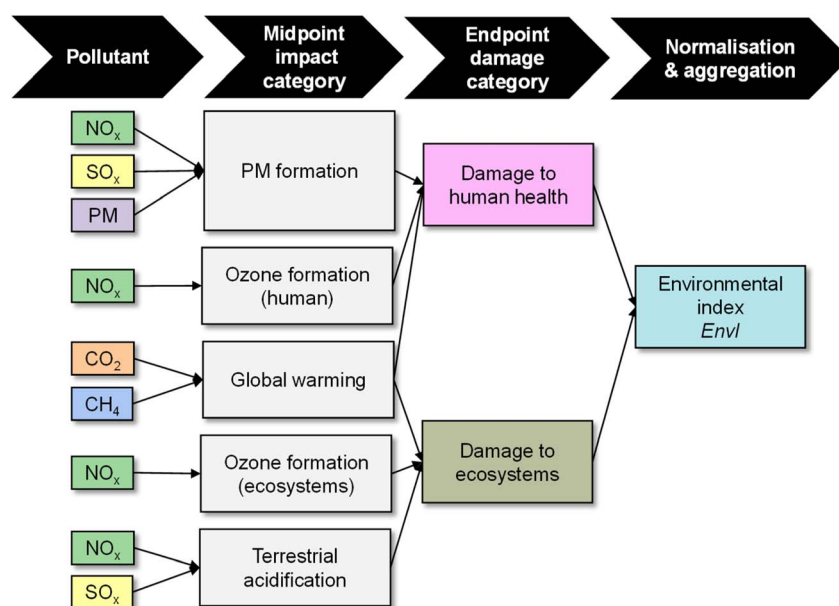 Pollutant
Midpoint
impact
category
Endpoint
damage
category
Normalisation
& aggregation
NOₓ
SOₓ
PM
PM formation
Damage to
human health
NOₓ
Ozone formation
(human)
Environmental
index
EnvI
CO₂
CH₄
Global warming
NOₓ
Ozone formation
(ecosystems)
Damage to
ecosystems
NOₓ
SOₓ
Terrestrial
acidification